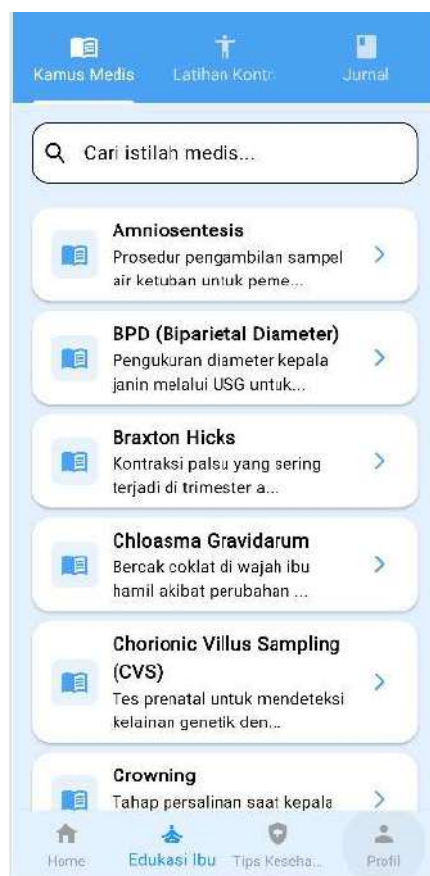 Kamus Medis
Latihan Kontr
Jurnal
Cari istilah medis...
Amniosentesis
Prosedur pengambilan sampel
air ketuban untuk peme...
BPD (Biparietal Diameter)
Pengukuran diameter kepala
janin melalui USG untuk...
Braxton Hicks
Kontraksi palsu yang sering
terjadi di trimester a...
Chloasma Gravidarum
Bercak coklat di wajah ibu
hamil akibat perubahan ...
Chorionic Villus Sampling
(CVS)
Tes prenatal untuk mendeteksi
kelainan genetik den...
Crowning
Tahap persalinan saat kepala
Home
Edukasi Ibu
Tips Keseha...
Profil